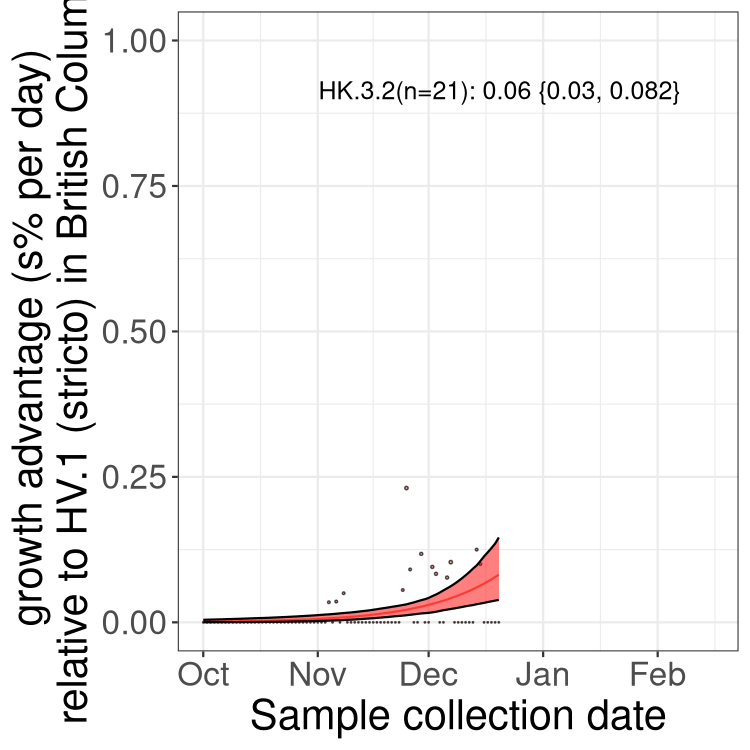 growth advantage (s% per day)
relative to HV.1 (stricto) in British Colum
1.00
0.75
0.50
0.25
0.00
HK.3.2(n=21): 0.06 {0.03, 0.082}
Oct Nov Dec Jan Feb
Sample collection date